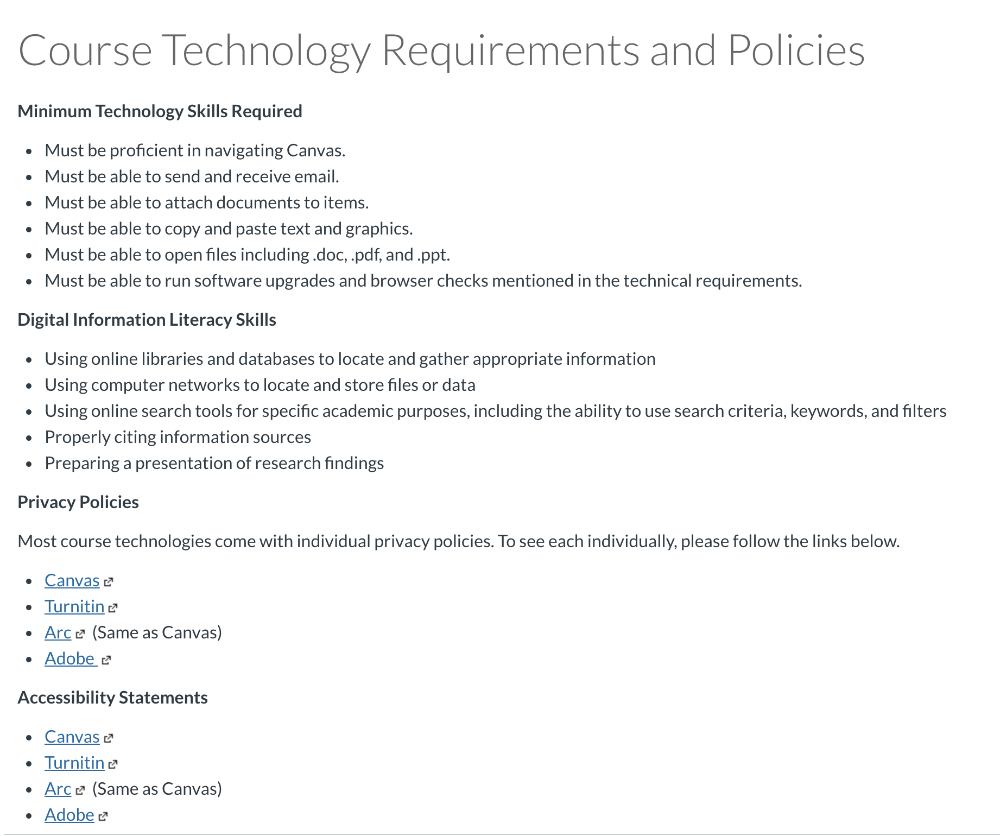 Course Technology Requirements and Policies
Minimum Technology Skills Required
• Must be proficient in navigating Canvas.
• Must be able to send and receive email.
• Must be able to attach documents to items.
• Must be able to copy and paste text and graphics.
• Must be able to open files including .doc, .pdf, and .ppt.
• Must be able to run software upgrades and browser checks mentioned in the technical requirements.
Digital Information Literacy Skills
• Using online libraries and databases to locate and gather appropriate information
• Using computer networks to locate and store files or data
• Using online search tools for specific academic purposes, including the ability to use search criteria, keywords, and filters
• Properly citing information sources
• Preparing a presentation of research findings
Privacy Policies
Most course technologies come with individual privacy policies. To see each individually, please follow the links below.
• Canvas
• Turnitin
• Arc (Same as Canvas)
• Adobe
Accessibility Statements
• Canvas
• Turnitin
• Arc (Same as Canvas)
• Adobe